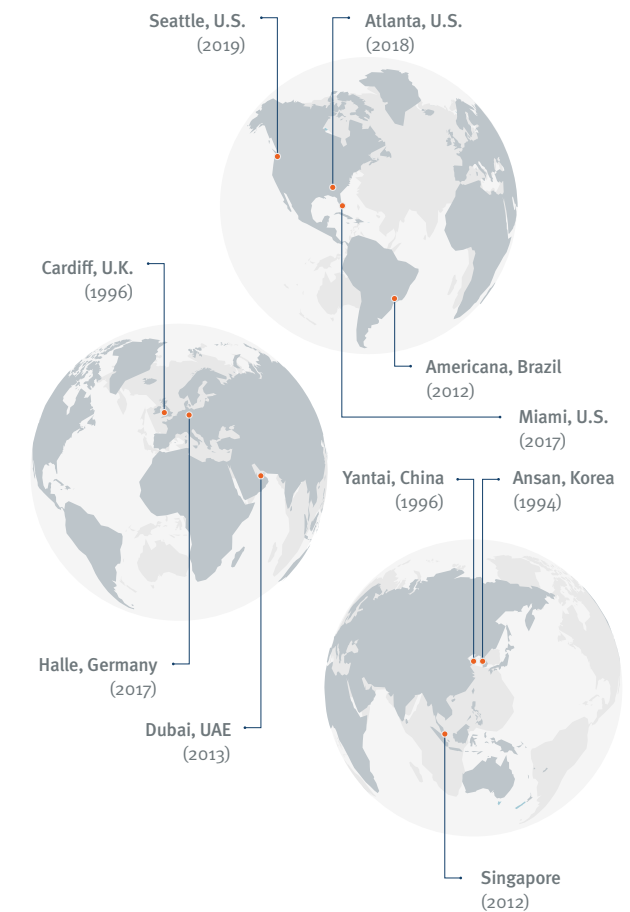 Seattle, U.S.
(2019)
Atlanta, U.S.
(2018)
Cardiff, U.K.
(1996)
Americana, Brazil
(2012)
Miami, U.S.
(2017)
Yantai, China
(1996)
Ansan, Korea
(1994)
Halle, Germany
(2017)
Dubai, UAE
(2013)
Singapore
(2012)